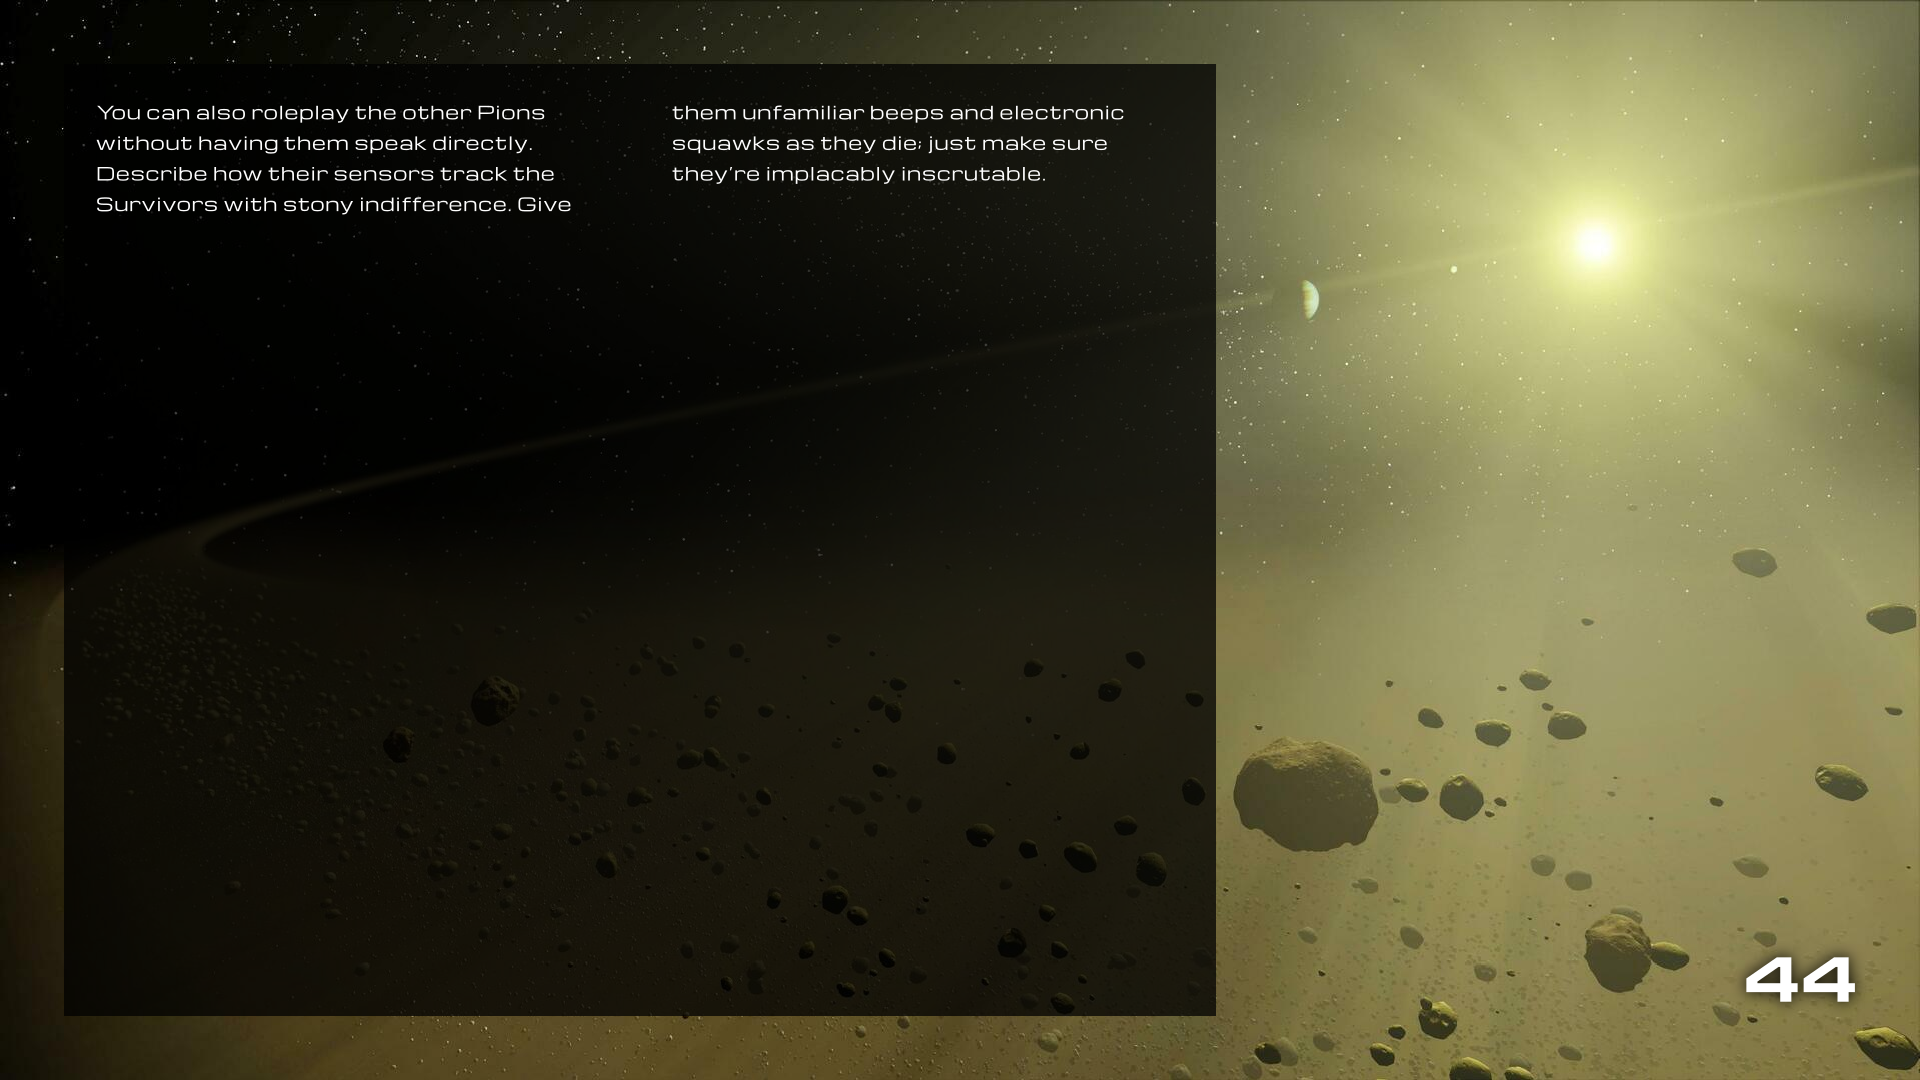 You can also roleplay the other Pions
without having them speak directly.
Describe how their sensors track the
Survivors with stony indifference. Give
them unfamiliar beeps and electronic
squawks as they die; just make sure
they're implacably inscrutable.
44